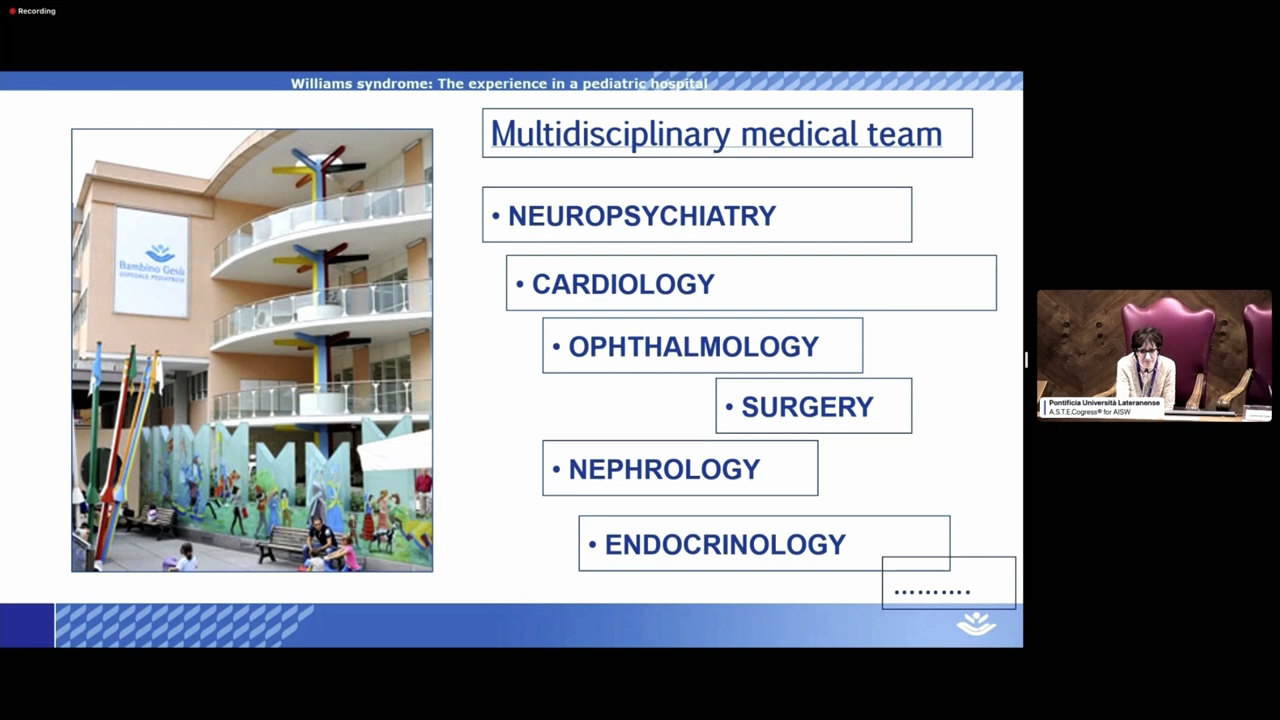 Recording
Williams syndrome: The experience in a pediatric hospital
Multidisciplinary medical team
• NEUROPSYCHIATRY
• CARDIOLOGY
• OPHTHALMOLOGY
• SURGERY
• NEPHROLOGY
• ENDOCRINOLOGY
..........
Bambino Gesù
OSPEDALE PEDIATRICO
Pontificia Università Lateranense
A.S.T.E.Cogress® for AISW